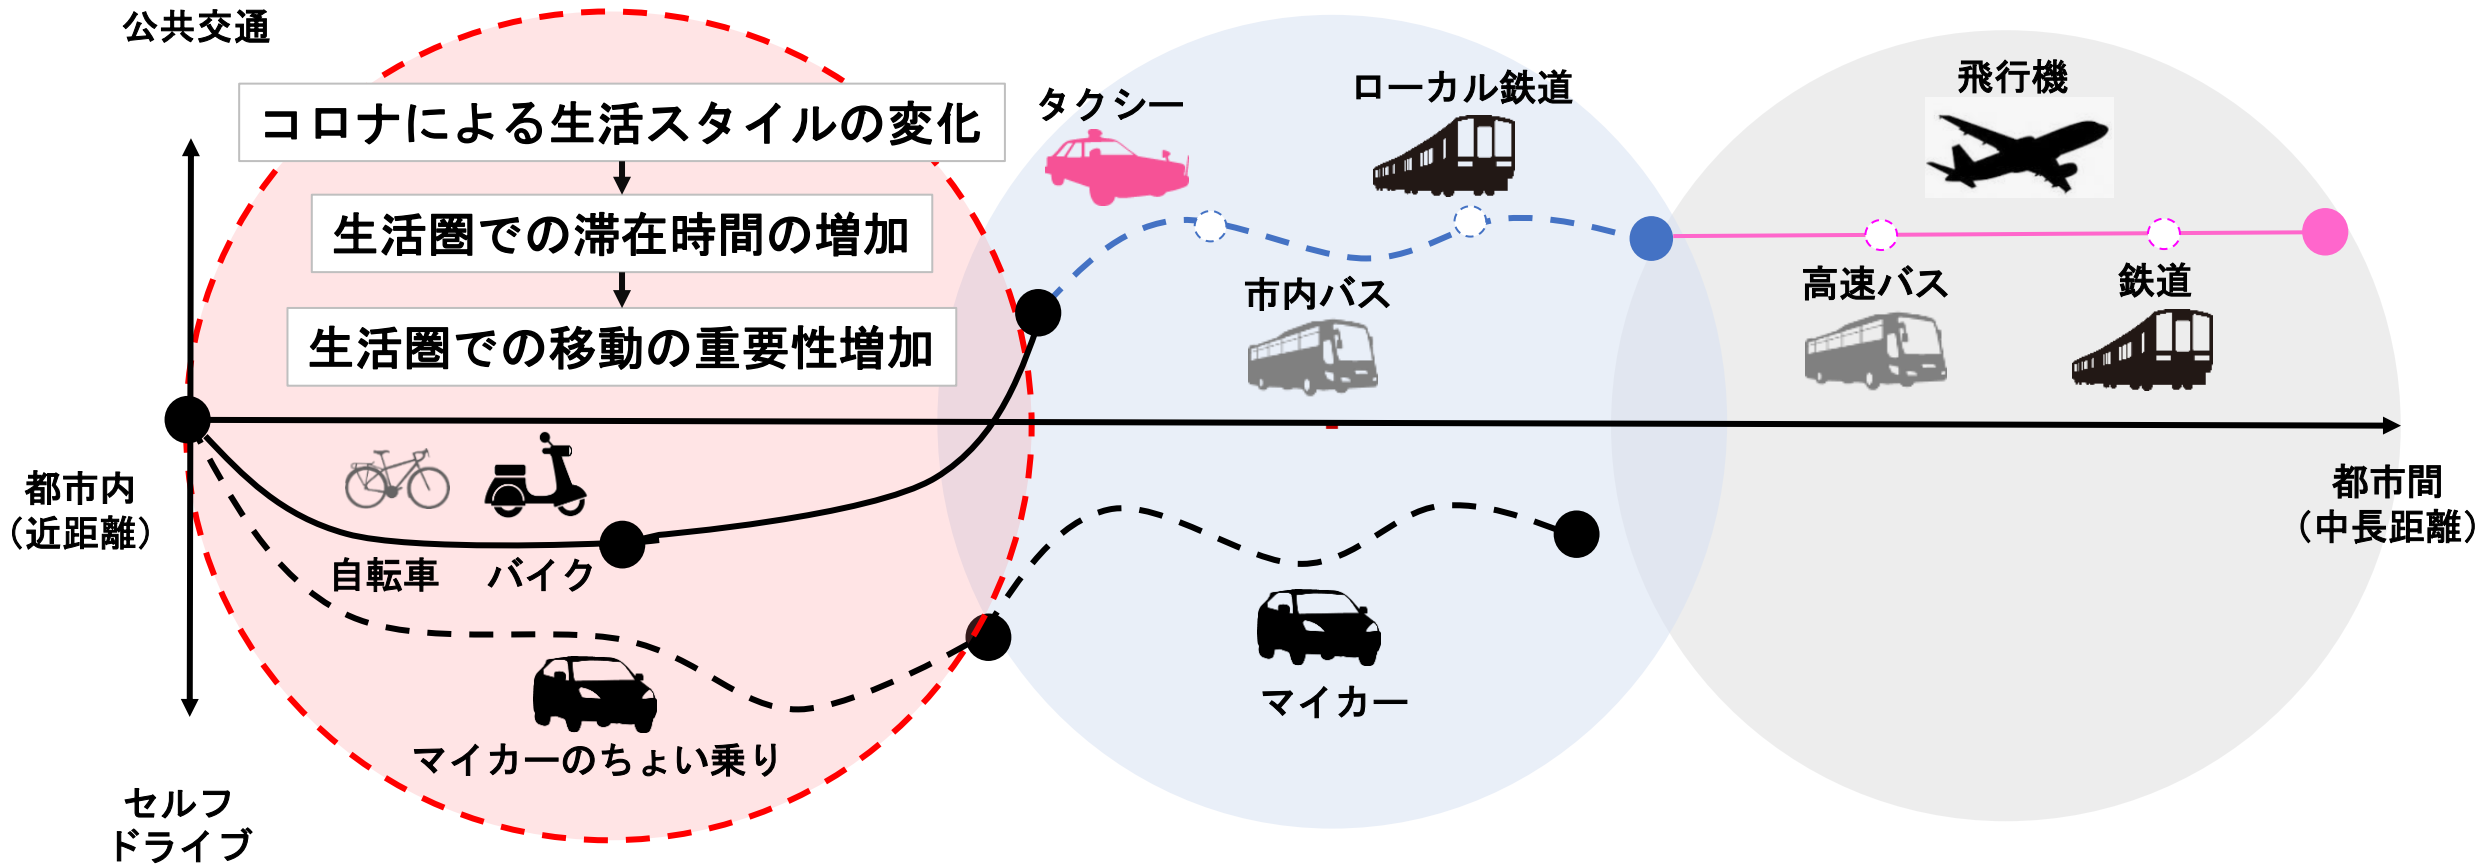 公共交通
コロナによる生活スタイルの変化
生活圏での滞在時間の増加
生活圏での移動の重要性増加
タクシー
ローカル鉄道
飛行機
市内バス
高速バス
鉄道
都市内
（近距離）
自転車
バイク
都市間
（中長距離）
マイカーのちょい乗り
マイカー
セルフ
ドライブ